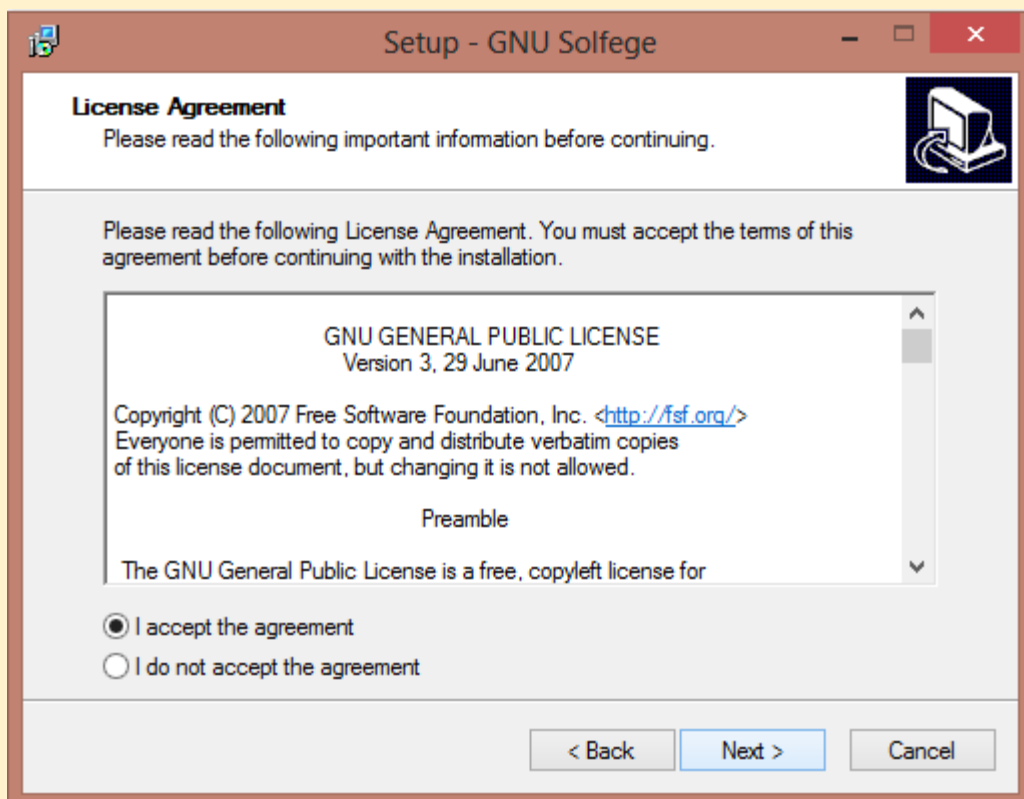 Setup - GNU Solfege
License Agreement
Please read the following important information before continuing.
Please read the following License Agreement. You must accept the terms of this
agreement before continuing with the installation.
GNU GENERAL PUBLIC LICENSE
Version 3, 29 June 2007
Copyright (C) 2007 Free Software Foundation, Inc. <http://fsf.org/>
Everyone is permitted to copy and distribute verbatim copies
of this license document, but changing it is not allowed.
Preamble
The GNU General Public License is a free, copyleft license for
I accept the agreement
I do not accept the agreement
< Back Next > Cancel